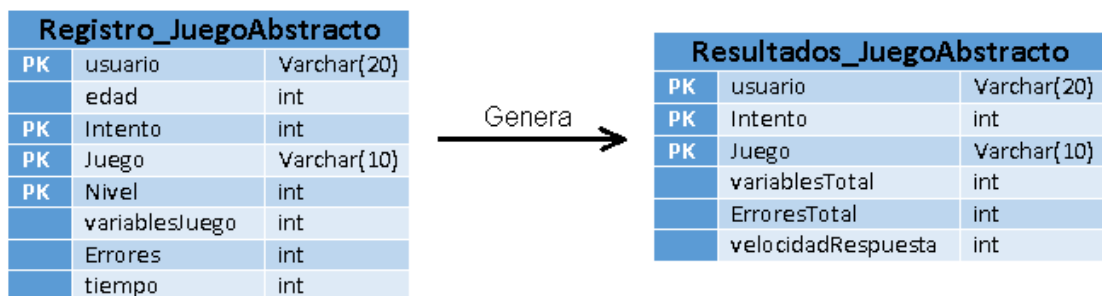 Registro_JuegoAbstracto
PK usuario Varchar(20)
edad int
PK Intento int
PK Juego Varchar(10)
PK Nivel int
variablesJuego int
Errores int
tiempo int
Genera
Resultados_JuegoAbstracto
PK usuario Varchar(20)
PK Intento int
PK Juego Varchar(10)
variablesTotal int
ErroresTotal int
velocidadRespuesta int